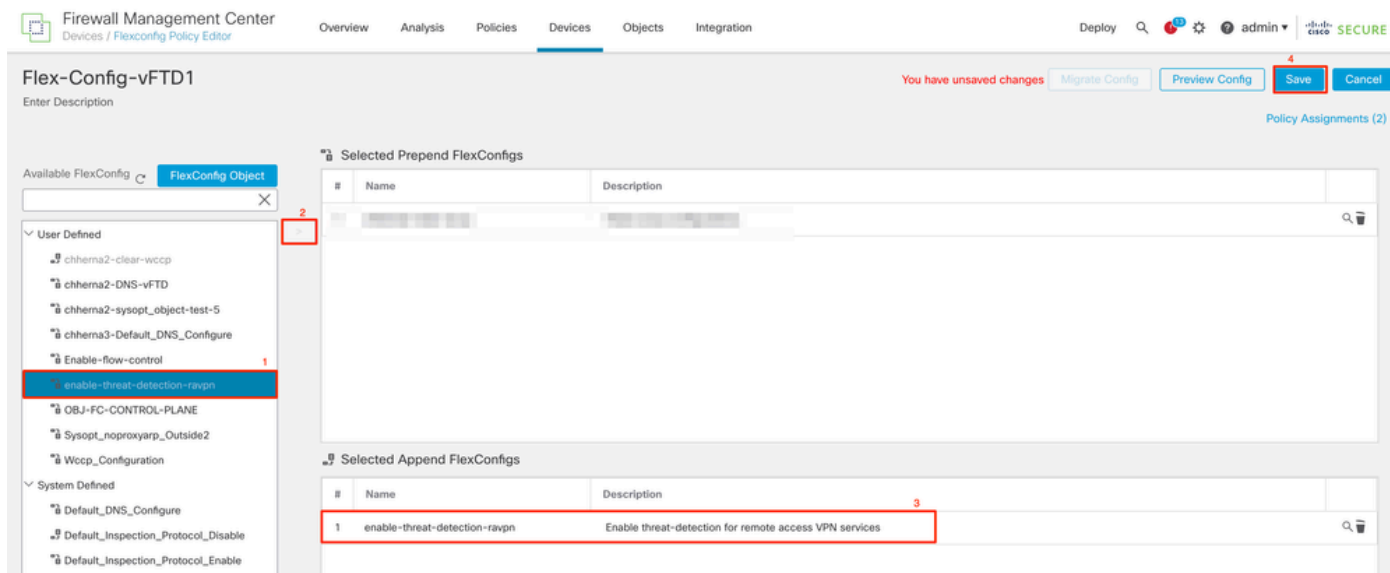 Firewall Management Center
Devices / Flexconfig Policy Editor
Overview Analysis Policies Devices Objects Integration
Deploy 13 admin cisco SECURE
Flex-Config-vFTD1
Enter Description
4
You have unsaved changes Migrate Config Preview Config Save Cancel
Policy Assignments (2)
Available FlexConfig FlexConfig Object
Selected Prepend FlexConfigs
# Name Description
2
>
User Defined
chherna2-clear-wccp
chherna2-DNS-vFTD
chherna2-sysopt_object-test-5
chherna3-Default_DNS_Configure
Enable-flow-control
1
enable-threat-detection-ravpn
OBJ-FC-CONTROL-PLANE
Sysopt_noproxyarp_Outside2
Wccp_Configuration
System Defined
Default_DNS_Configure
Default_Inspection_Protocol_Disable
Default_Inspection_Protocol_Enable
Selected Append FlexConfigs
# Name Description
3
1 enable-threat-detection-ravpn Enable threat-detection for remote access VPN services